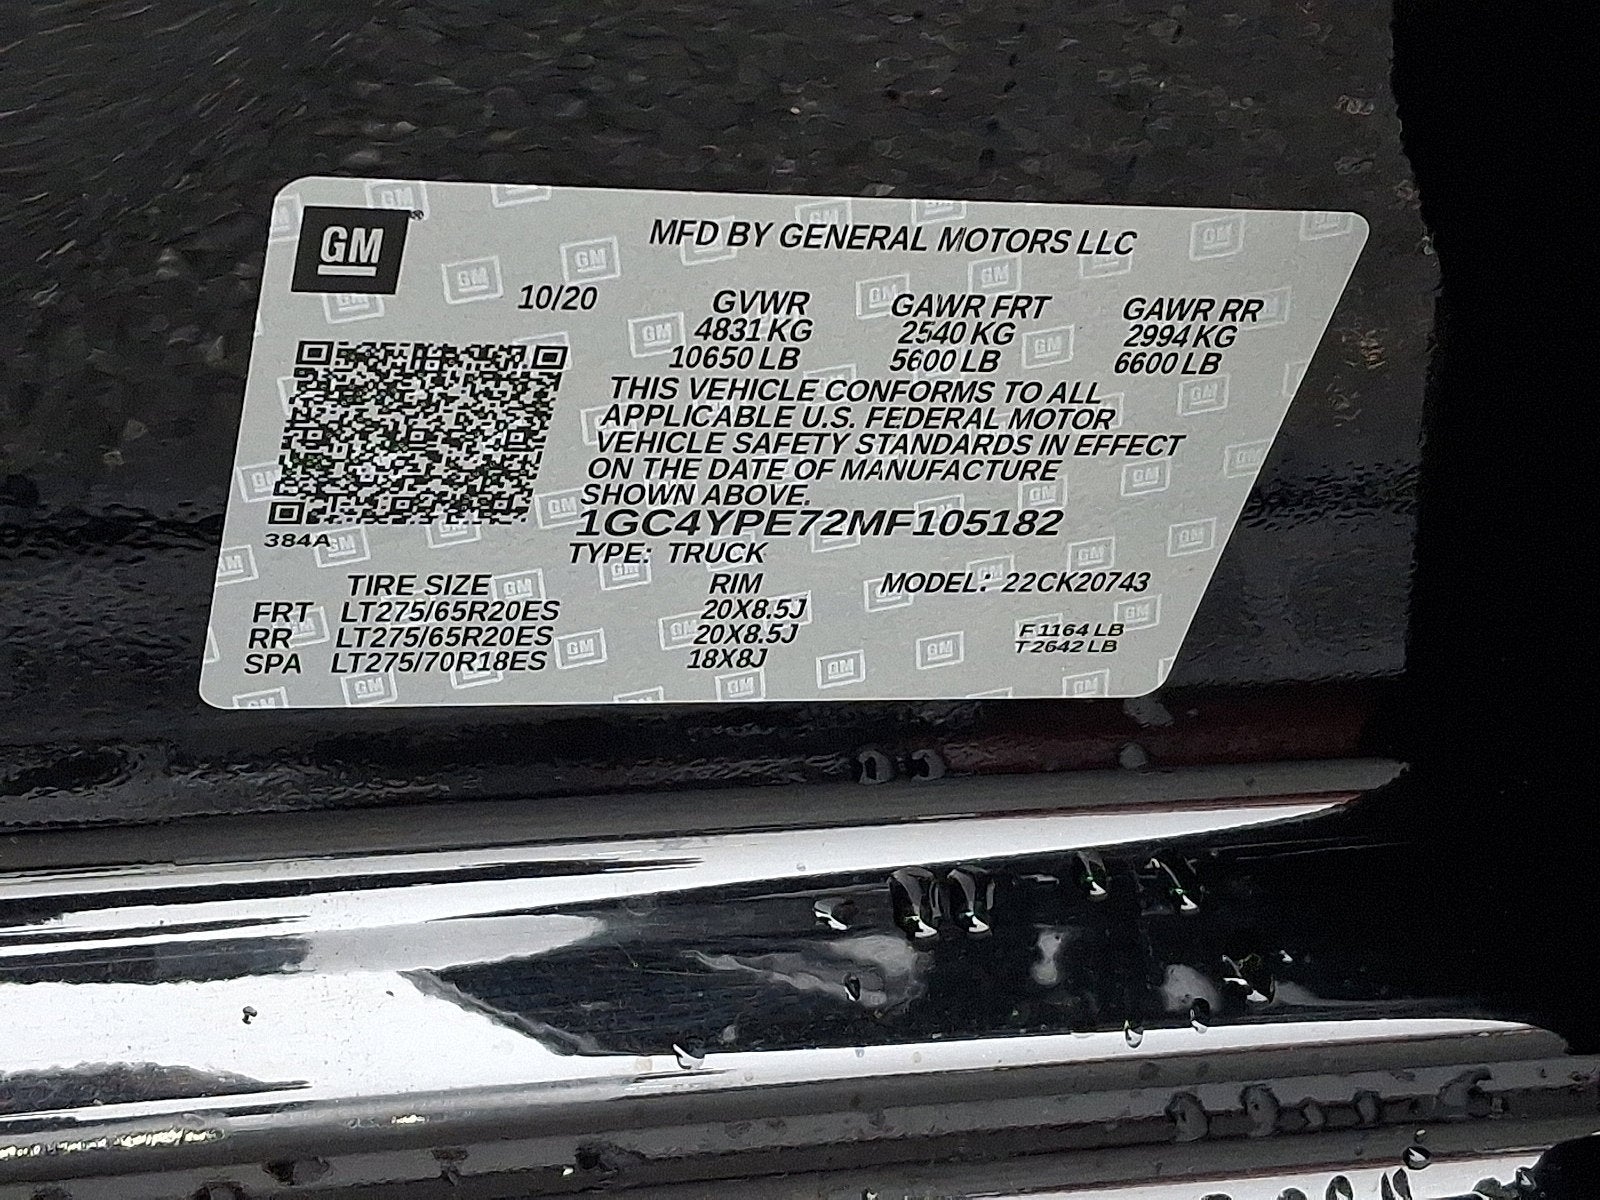 GM
MFD BY GENERAL MOTORS LLC
10/20 GVWR GAWR FRT GAWR RR
4831 KG 2540 KG 2994 KG
10650 LB 5600 LB 6600 LB
THIS VEHICLE CONFORMS TO ALL
APPLICABLE U.S. FEDERAL MOTOR
VEHICLE SAFETY STANDARDS IN EFFECT
ON THE DATE OF MANUFACTURE
SHOWN ABOVE.
1GC4YPE72MF105182
384A
TYPE: TRUCK
TIRE SIZE RIM MODEL: 22CK20743
FRT LT275/65R20ES 20X8.5J
RR LT275/65R20ES 20X8.5J F1164 LB
SPA LT275/70R18ES 18X8J T2642 LB